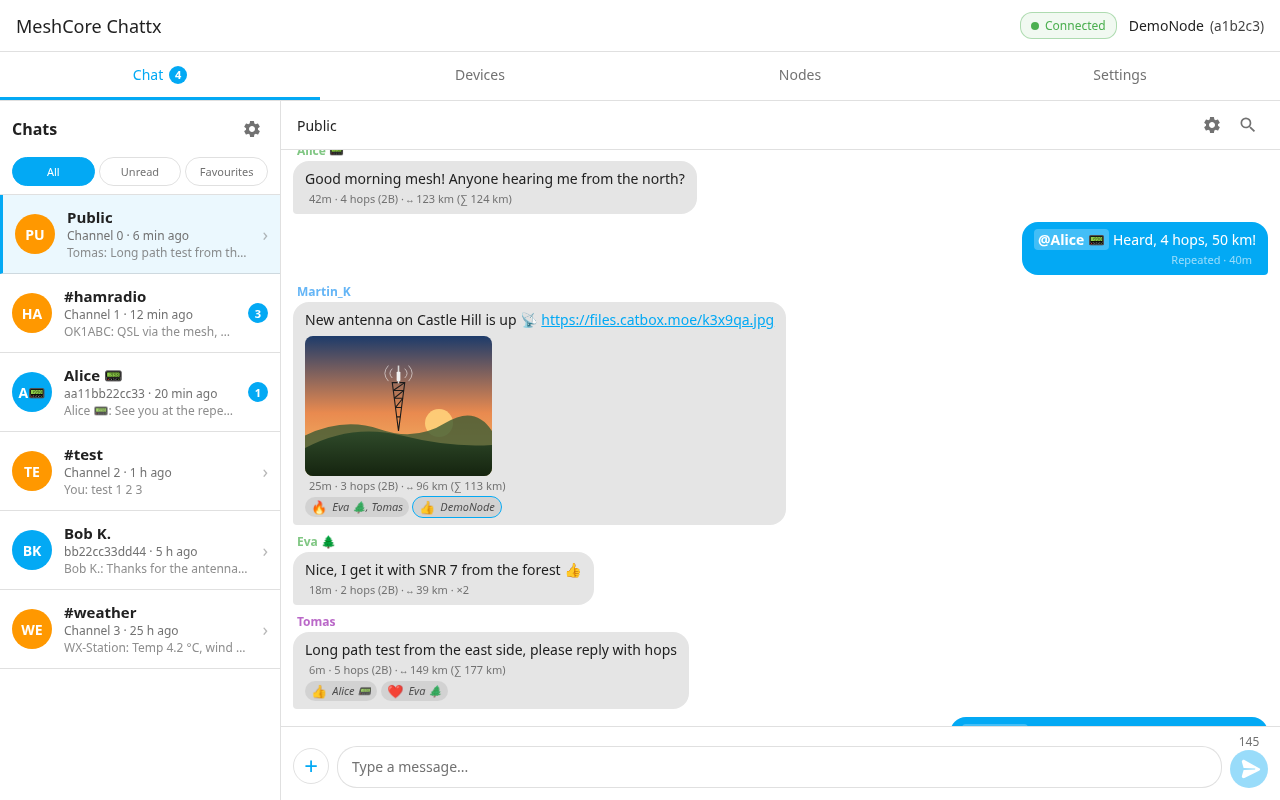 MeshCore Chattx
Connected
DemoNode (a1b2c3)
Chat 4
Devices
Nodes
Settings
Chats
All
Unread
Favourites
PU
Public
Channel 0 · 6 min ago
Tomas: Long path test from th...
HA
#hamradio
Channel 1 · 12 min ago
OK1ABC: QSL via the mesh, ...
3
A📟
Alice 📟
aa11bb22cc33 · 20 min ago
Alice 📟: See you at the repe...
1
TE
#test
Channel 2 · 1 h ago
You: test 1 2 3
BK
Bob K.
bb22cc33dd44 · 5 h ago
Bob K.: Thanks for the antenna...
WE
#weather
Channel 3 · 25 h ago
WX-Station: Temp 4.2 °C, wind ...
Public
Alice 📟
Good morning mesh! Anyone hearing me from the north?
42m · 4 hops (2B) · ↔ 123 km (∑ 124 km)
@Alice 📟 Heard, 4 hops, 50 km!
Repeated · 40m
Martin_K
New antenna on Castle Hill is up 📡 https://files.catbox.moe/k3x9qa.jpg
25m · 3 hops (2B) · ↔ 96 km (∑ 113 km)
🔥 Eva 🌲, Tomas 👍 DemoNode
Eva 🌲
Nice, I get it with SNR 7 from the forest 👍
18m · 2 hops (2B) · ↔ 39 km · ×2
Tomas
Long path test from the east side, please reply with hops
6m · 5 hops (2B) · ↔ 149 km (∑ 177 km)
👍 Alice 📟 ❤️ Eva 🌲
145
Type a message...